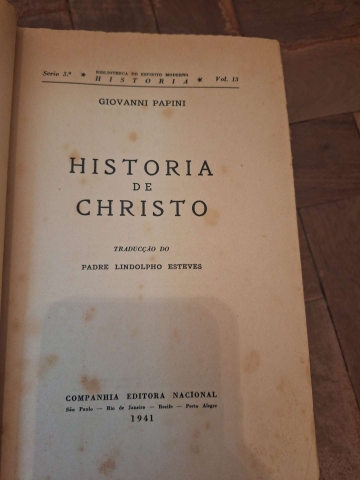 BIBLIOTHECA DO ESPIRITO MODERNO
Serie 3.ª * HISTORIA * Vol. 13
GIOVANNI PAPINI
HISTORIA
DE
CHRISTO
TRADUCÇÃO DO
PADRE LINDOLPHO ESTEVES
COMPANHIA EDITORA NACIONAL
São Paulo — Rio de Janeiro — Recife — Porto Alegre
1941